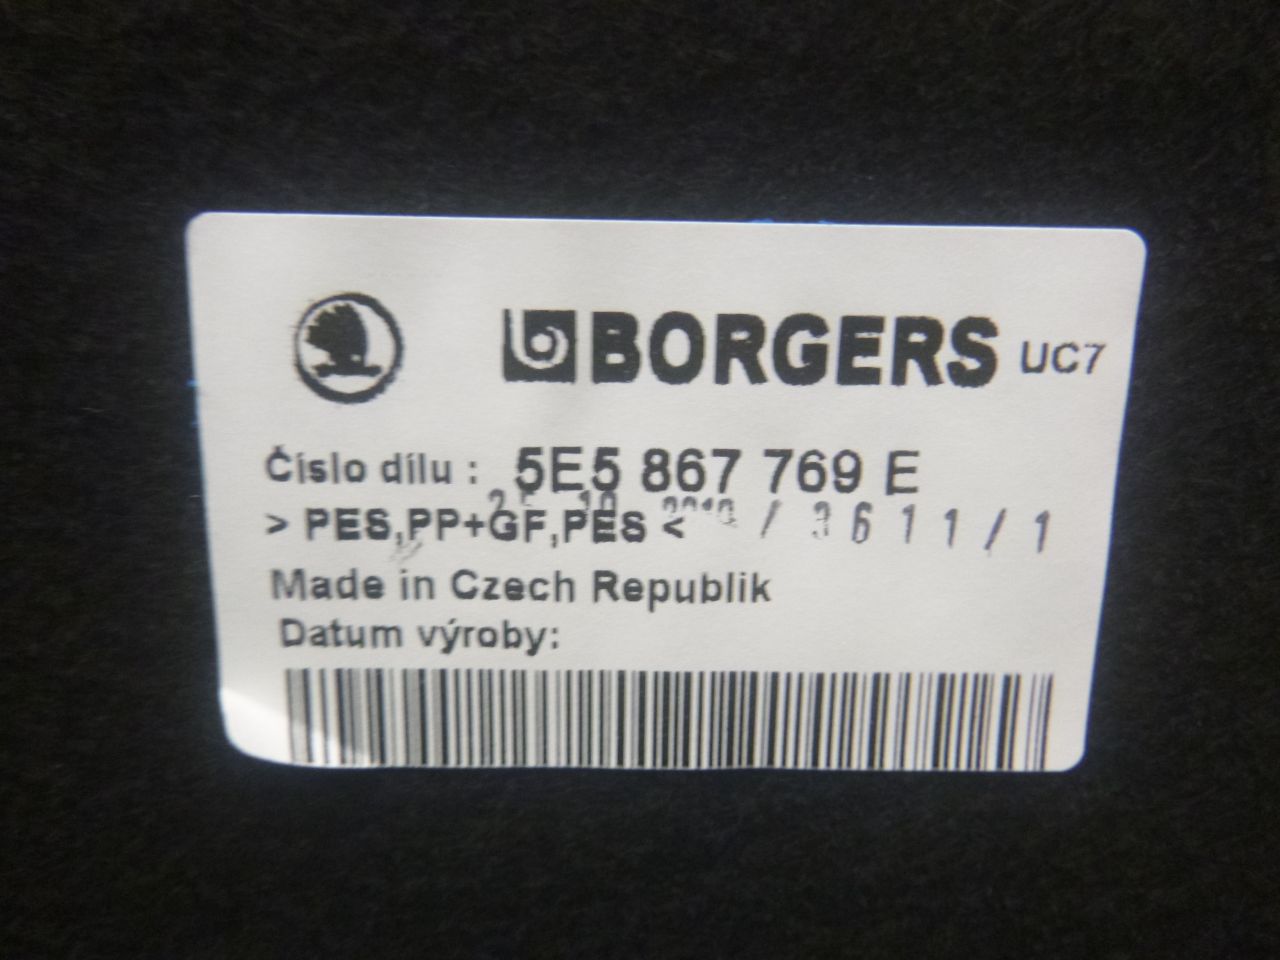 BORGERS UC7
Číslo dílu : 5E5 867 769 E
> PES,PP+GF,PES <
/ 3611/1
Made in Czech Republik
Datum výroby: